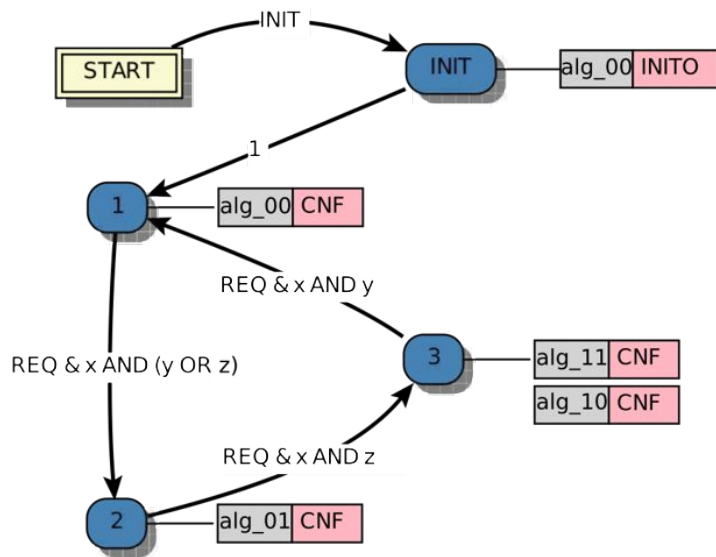 INIT
START
INIT
alg_00 INITO
1
1
alg_00 CNF
REQ & x AND y
REQ & x AND (y OR z)
3
alg_11 CNF
alg_10 CNF
REQ & x AND z
2
alg_01 CNF